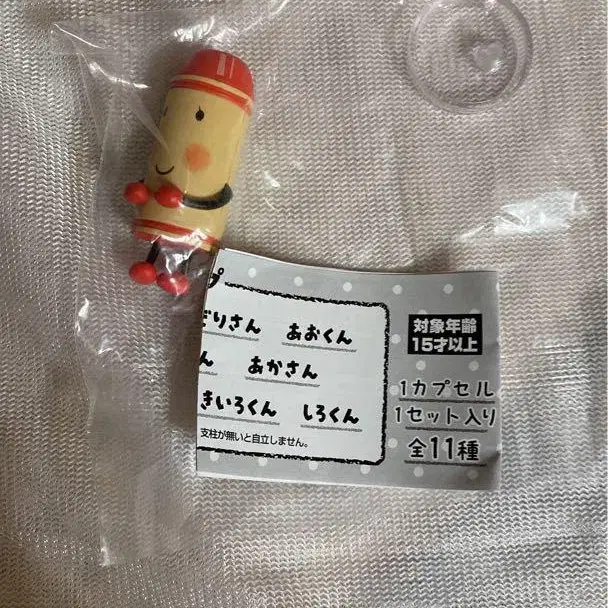 プ
どりさん あおくん
ん あかさん
きいろくん しろくん
支柱が無いと自立しません。
対象年齢
15才以上
1カプセル
1セット入り
全11種